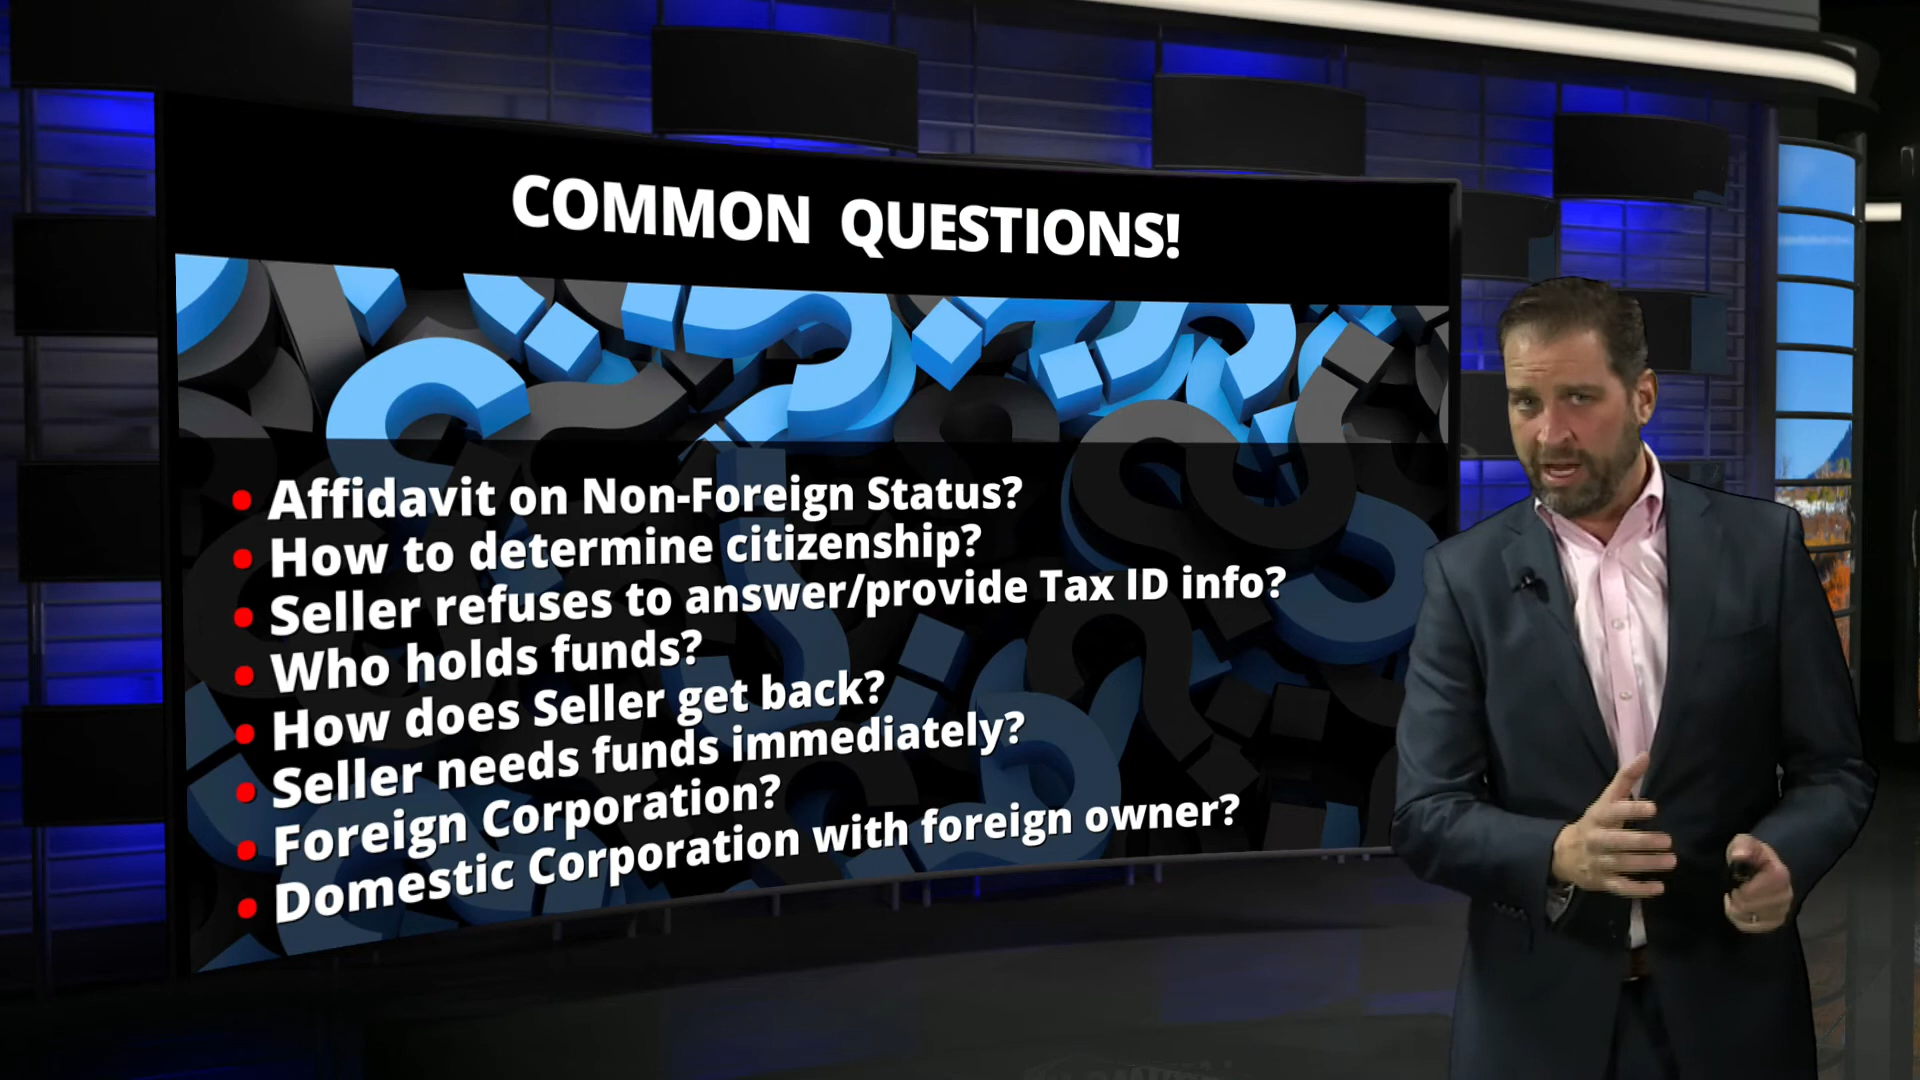 COMMON QUESTIONS!
Affidavit on Non-Foreign Status?
How to determine citizenship?
Seller refuses to answer/provide Tax ID info?
Who holds funds?
How does Seller get back?
Seller needs funds immediately?
Foreign Corporation?
Domestic Corporation with foreign owner?